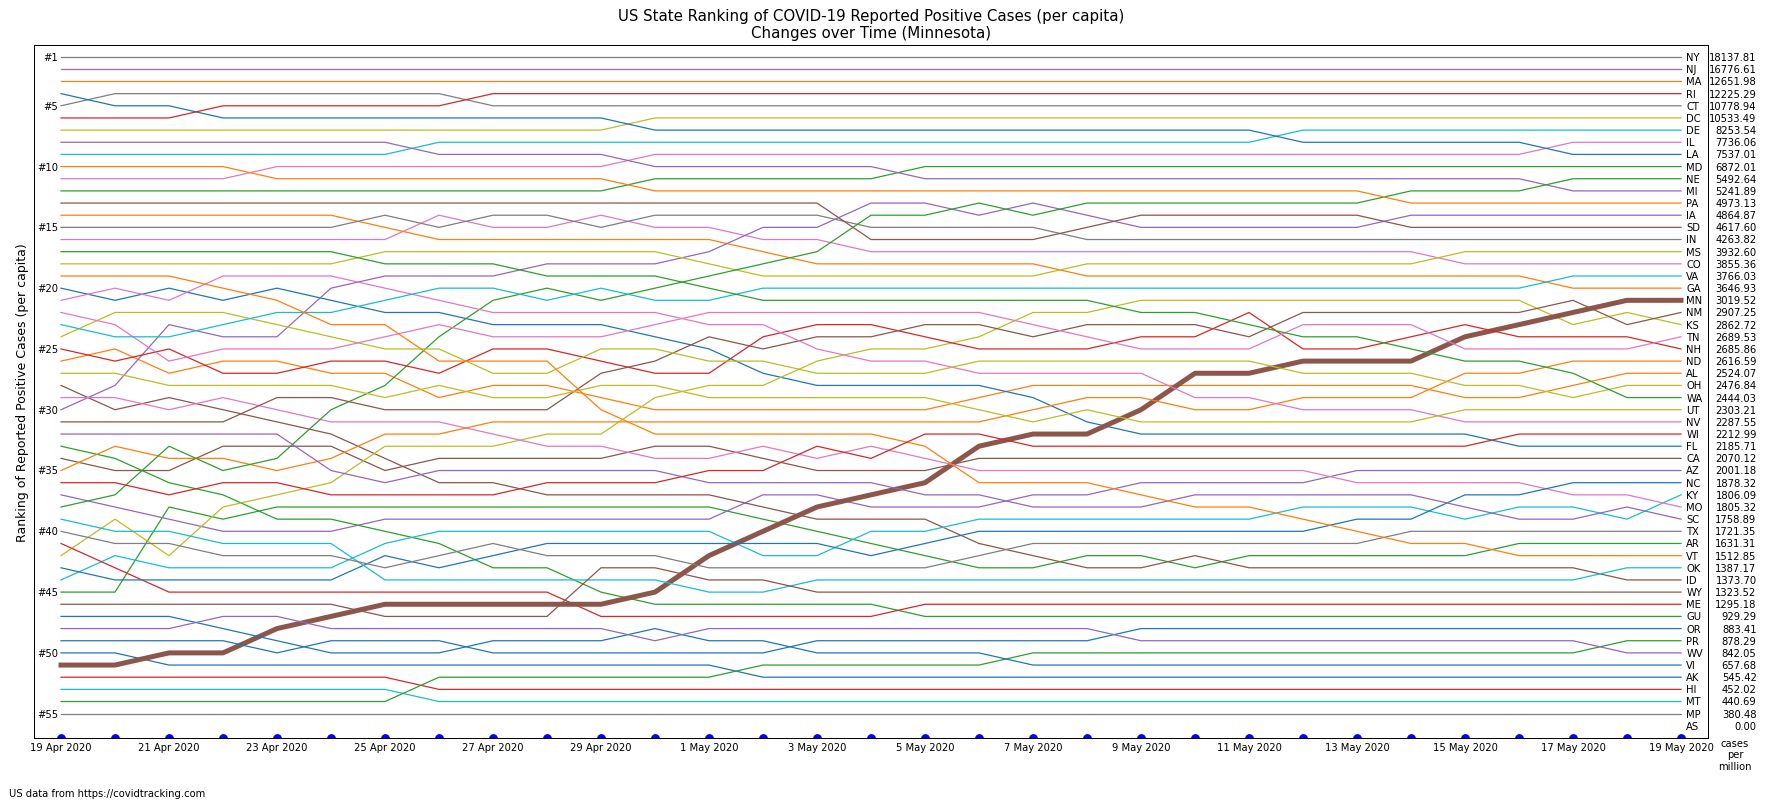 US State Ranking of COVID-19 Reported Positive Cases (per capita)
Changes over Time (Minnesota)
Ranking of Reported Positive Cases (per capita)
#1
#5
#10
#15
#20
#25
#30
#35
#40
#45
#50
#55
NY 18137.81
NJ 16776.61
MA 12651.98
RI 12225.29
CT 10778.94
DC 10533.49
DE 8253.54
IL 7736.06
LA 7537.01
MD 6872.01
NE 5492.64
MI 5241.89
PA 4973.13
IA 4864.87
SD 4617.60
IN 4263.82
MS 3932.60
CO 3855.36
VA 3766.03
GA 3646.93
MN 3019.52
NM 2907.25
KS 2862.72
TN 2689.53
NH 2685.86
ND 2616.59
AL 2524.07
OH 2476.84
WA 2444.03
UT 2303.21
NV 2287.55
WI 2212.99
FL 2185.71
CA 2070.12
AZ 2001.18
NC 1878.32
KY 1806.09
MO 1805.32
SC 1758.89
TX 1721.35
AR 1631.31
VT 1512.85
OK 1387.17
ID 1373.70
WY 1323.52
ME 1295.18
GU 929.29
OR 883.41
PR 878.29
WV 842.05
VI 657.68
AK 545.42
HI 452.02
MT 440.69
MP 380.48
AS 0.00
19 Apr 2020 21 Apr 2020 23 Apr 2020 25 Apr 2020 27 Apr 2020 29 Apr 2020 1 May 2020 3 May 2020 5 May 2020 7 May 2020 9 May 2020 11 May 2020 13 May 2020 15 May 2020 17 May 2020 19 May 2020
cases
per
million
US data from https://covidtracking.com